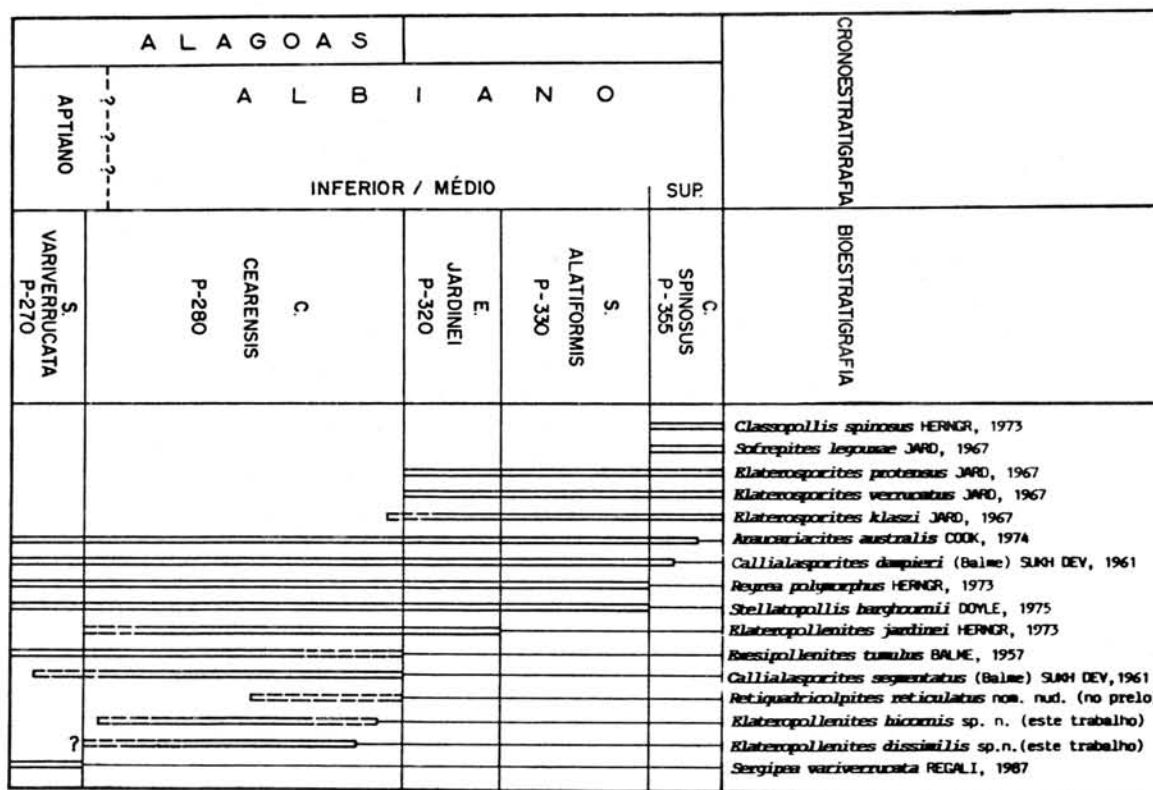 A L A G O A S
CRONOESTRATIGRAFIA
APTIANO
? ? ?
? ? ?
A L B I A N O
INFERIOR / MÉDIO
SUP.
S. VARIVERRUCATA P-270
C. CEARENSIS P-280
E. JARDINEI P-320
S. ALATIFORMIS P-330
C. SPINOSUS P-355
BIOESTRATIGRAFIA
Classopollis spinosus HERNGR, 1973
Sofrepites legouxae JARD, 1967
Elaterosporites protensus JARD, 1967
Elaterosporites verrucatus JARD, 1967
Elaterosporites klaszi JARD, 1967
Araucariacites australis COOK, 1974
Callialasporites dampieri (Balme) SUKH DEV, 1961
Reyrea polymorphus HERNGR, 1973
Stellatopollis barghoornii DOYLE, 1975
Elateropollenites jardinei HERNGR, 1973
Exesipollenites tumulus BALME, 1957
Callialasporites segmentatus (Balme) SUKH DEV, 1961
Retiquadricolpites reticulatus nom. nud. (no prelo
Elateropollenites bicornis sp. n. (este trabalho)
? Elateropollenites dissimilis sp.n.(este trabalho)
Sergipea variverrucata REGALI, 1987